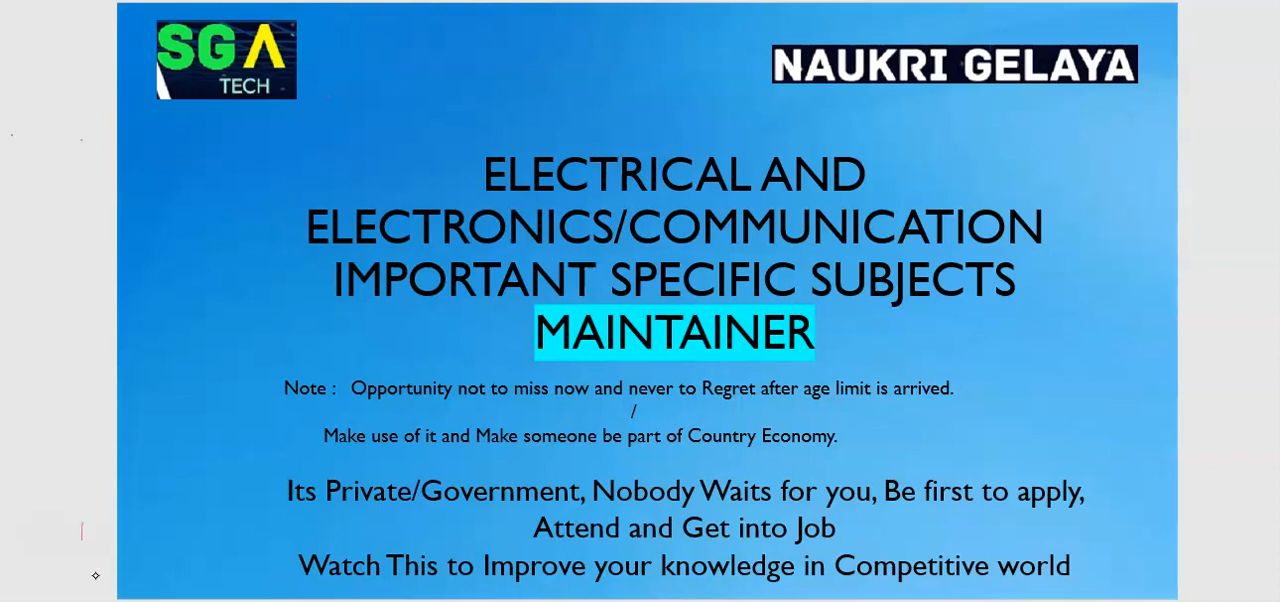 SGA
TECH
NAUKRI GELAYA
ELECTRICAL AND
ELECTRONICS/COMMUNICATION
IMPORTANT SPECIFIC SUBJECTS
MAINTAINER
Note : Opportunity not to miss now and never to Regret after age limit is arrived.
/
Make use of it and Make someone be part of Country Economy.
Its Private/Government, Nobody Waits for you, Be first to apply,
Attend and Get into Job
Watch This to Improve your knowledge in Competitive world